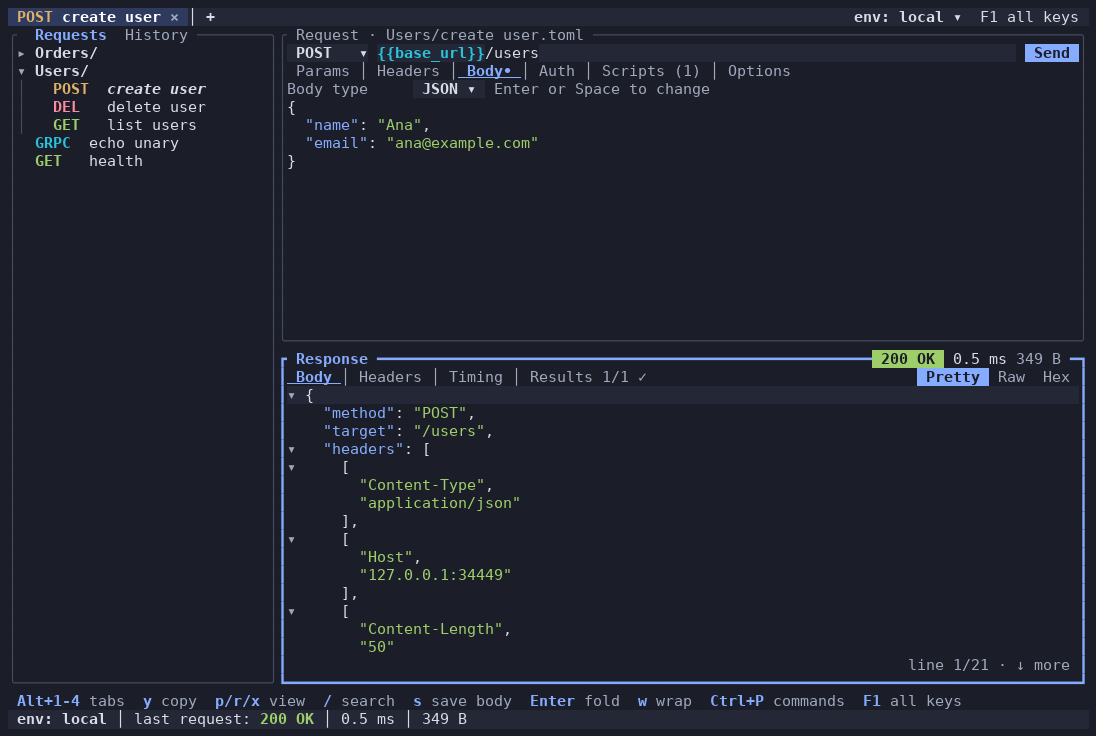 POST create user × │ + env: local ▾ F1 all keys
Requests History
▸ Orders/
▾ Users/
POST create user
DEL delete user
GET list users
GRPC echo unary
GET health
Request · Users/create user.toml
POST ▾ {{base_url}}/users Send
Params │ Headers │ Body• │ Auth │ Scripts (1) │ Options
Body type JSON ▾ Enter or Space to change
{
"name": "Ana",
"email": "ana@example.com"
}
Response 200 OK 0.5 ms 349 B
Body │ Headers │ Timing │ Results 1/1 ✓ Pretty Raw Hex
▾ {
"method": "POST",
"target": "/users",
▾ "headers": [
▾ [
"Content-Type",
"application/json"
],
▾ [
"Host",
"127.0.0.1:34449"
],
▾ [
"Content-Length",
"50"
line 1/21 · ↓ more
Alt+1-4 tabs y copy p/r/x view / search s save body Enter fold w wrap Ctrl+P commands F1 all keys
env: local │ last request: 200 OK │ 0.5 ms │ 349 B